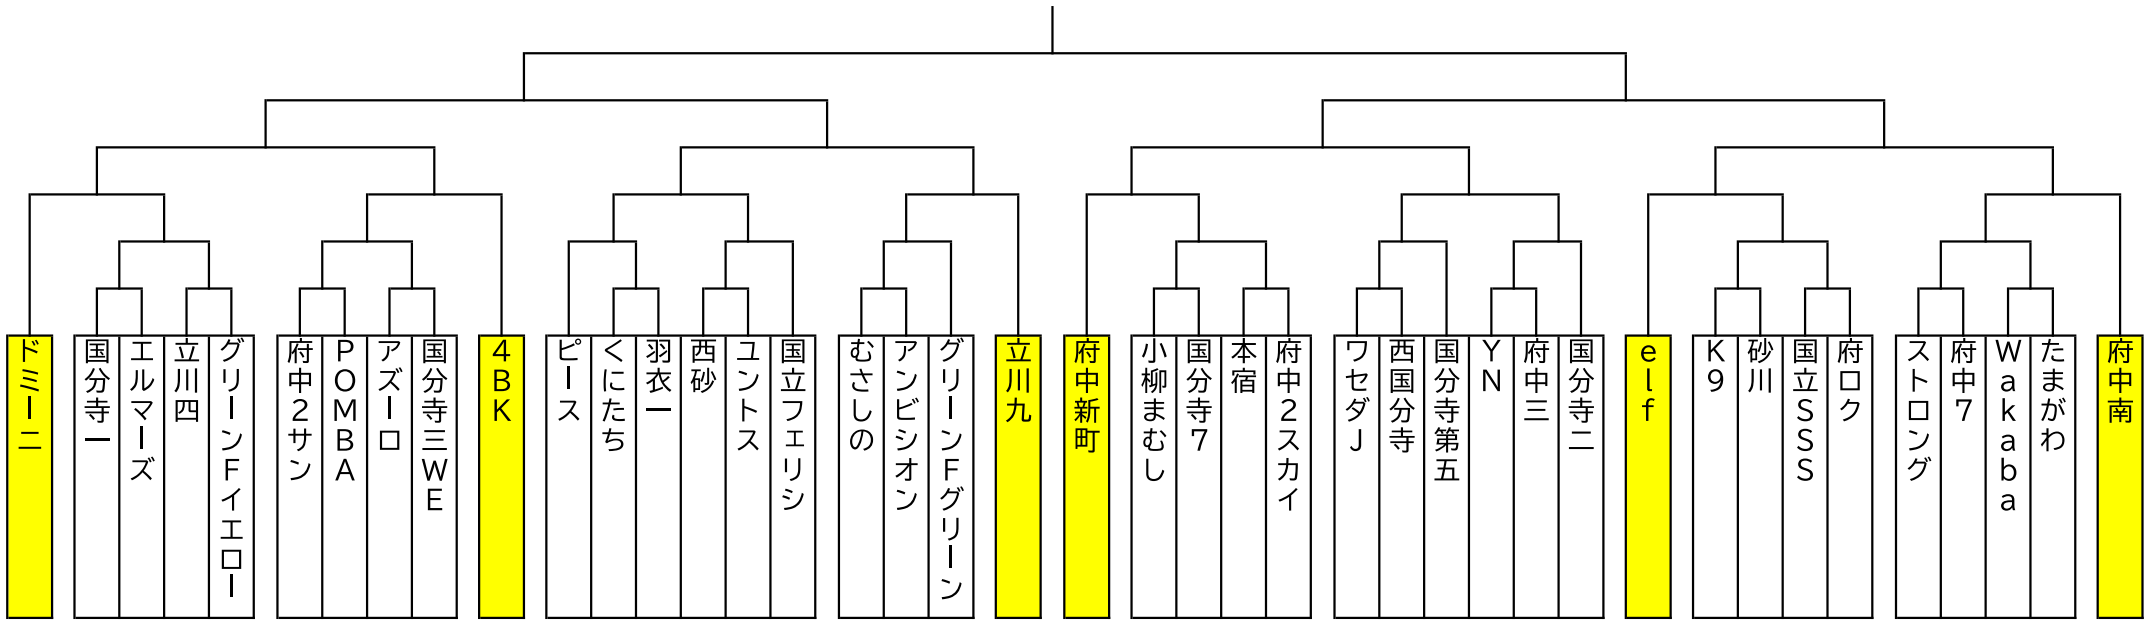 ドミー二
国分寺一
エルマーズ
立川四
グリーンFイエロー
府中2サン
POMBA
アズーロ
国分寺三WE
4BK
ピース
くにたち
羽衣一
西砂
ユントス
国立フェリシ
むさしの
アンビシオン
グリーンFグリーン
立川九
府中新町
小柳まむし
国分寺7
本宿
府中2スカイ
ワセダJ
西国分寺
国分寺第五
YN
府中三
国分寺二
elf
K9
砂川
国立SSS
府ロク
ストロング
府中7
Wakaba
たまがわ
府中南